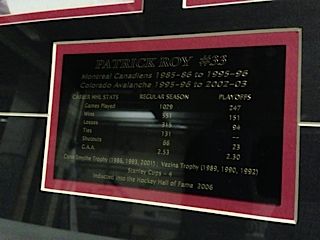 PATRICK ROY #33
Montreal Canadiens 1985-86 to 1995-96
Colorado Avalanche 1995-96 to 2002-03
CAREER NHL STATS REGULAR SEASON PLAYOFFS
Games Played 1029 247
Wins 551 151
Losses 315 94
Ties 131 --
Shutouts 66 23
G.A.A. 2.53 2.30
Conn Smythe Trophy (1986, 1993, 2001), Vezina Trophy (1989, 1990, 1992)
Stanley Cups - 4
Inducted into the Hockey Hall of Fame 2006